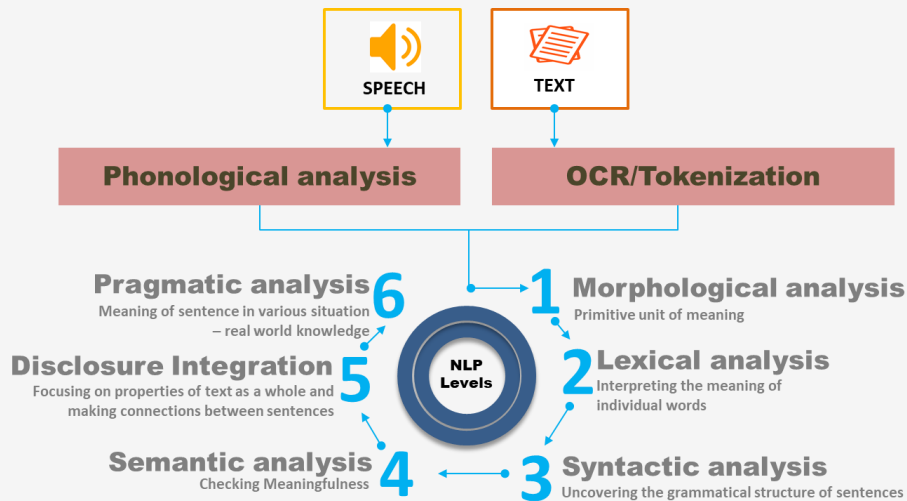 SPEECH
TEXT
Phonological analysis
OCR/Tokenization
1
Morphological analysis
Primitive unit of meaning
2
Lexical analysis
Interpreting the meaning of
individual words
3
Syntactic analysis
Uncovering the grammatical structure of sentences
4
Semantic analysis
Checking Meaningfulness
5
Disclosure Integration
Focusing on properties of text as a whole and
making connections between sentences
6
Pragmatic analysis
Meaning of sentence in various situation
– real world knowledge
NLP
Levels